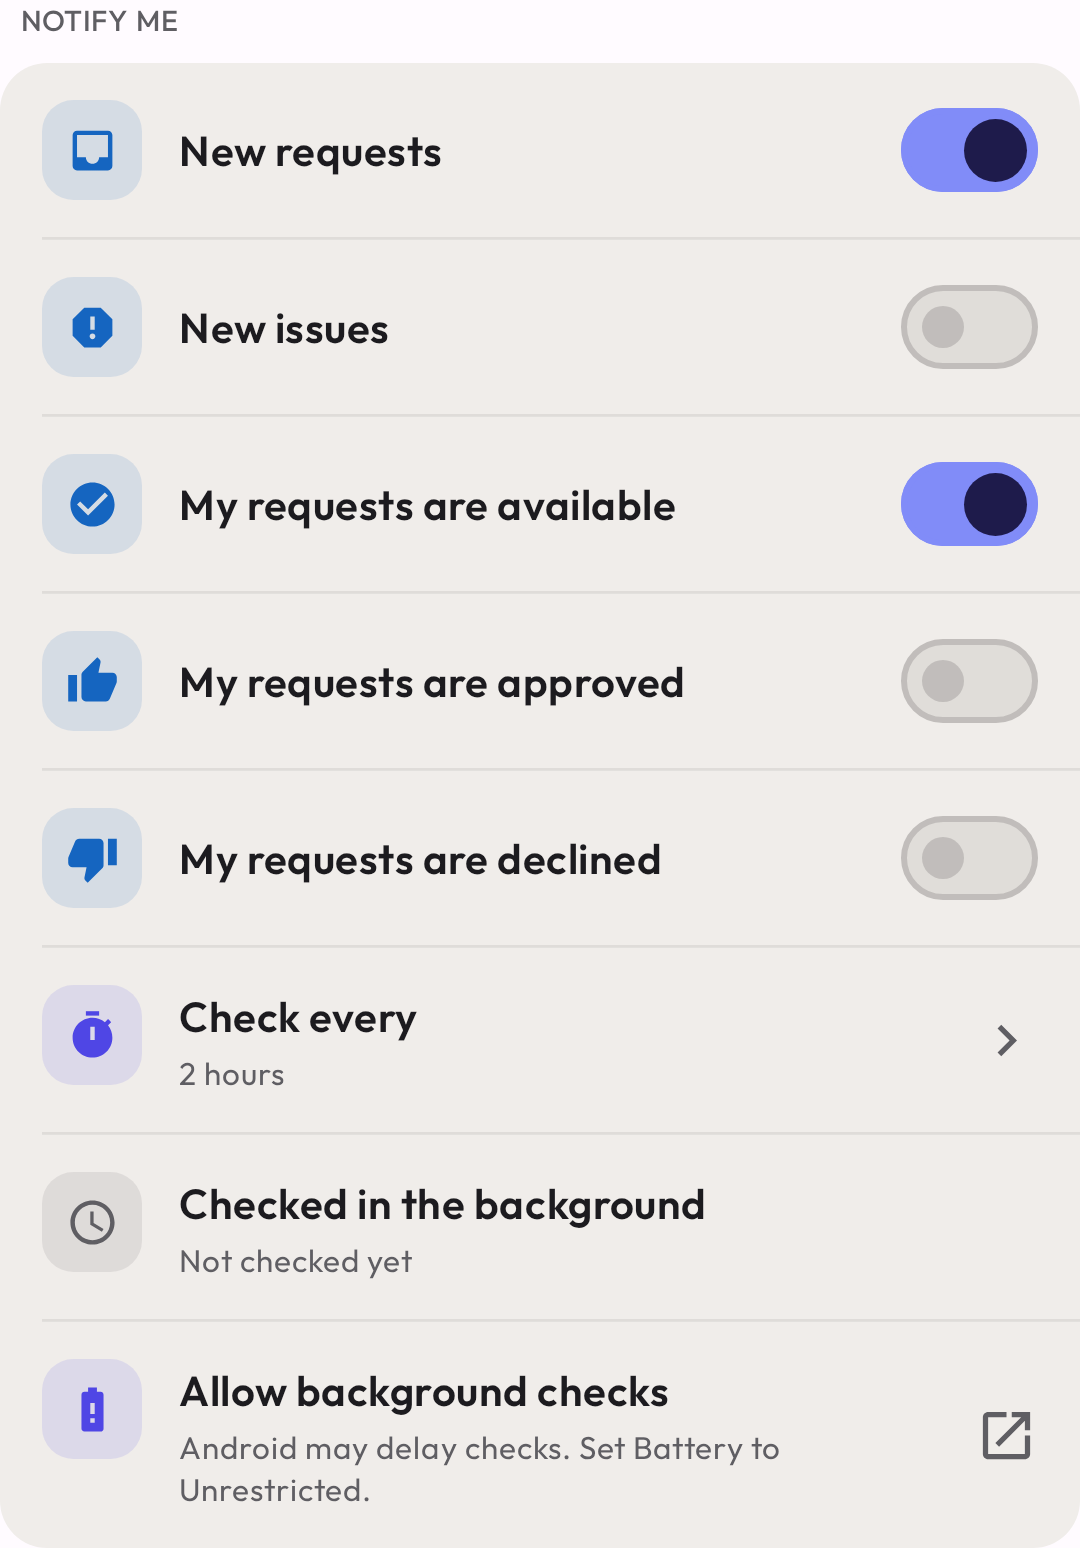 NOTIFY ME
New requests
New issues
My requests are available
My requests are approved
My requests are declined
Check every
2 hours
Checked in the background
Not checked yet
Allow background checks
Android may delay checks. Set Battery to
Unrestricted.